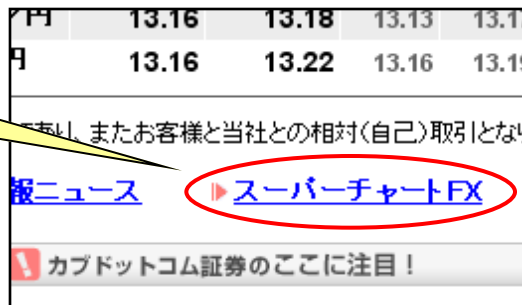 円 13.16 13.18 13.13
円 13.16 13.22 13.16
あり、またお客様と当社との相対(自己)取引とな
報ニュース スーパーチャートFX
カブドットコム証券のここに注目！